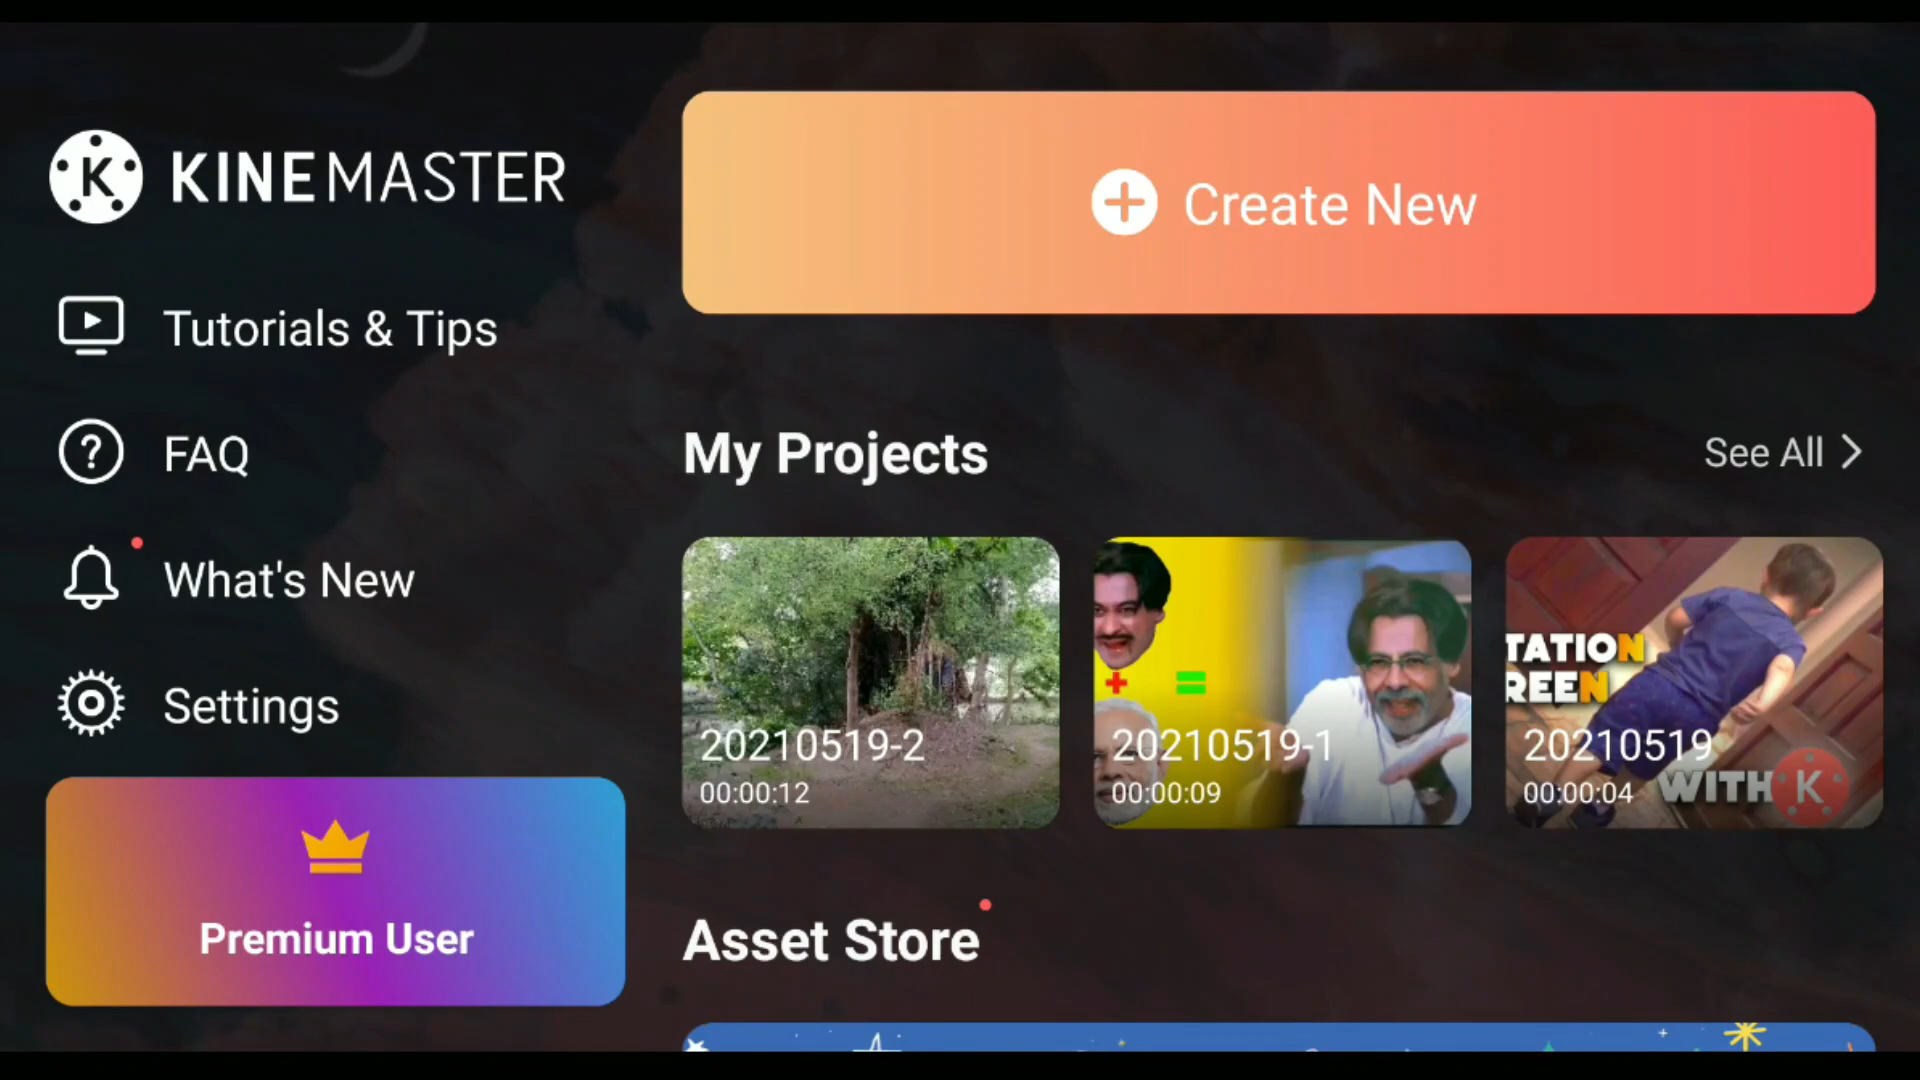 KINEMASTER
Tutorials & Tips
FAQ
What's New
Settings
Premium User
Create New
My Projects
See All
20210519-2
00:00:12
20210519-1
00:00:09
TATION
REEN
20210519
00:00:04
WITH K
Asset Store